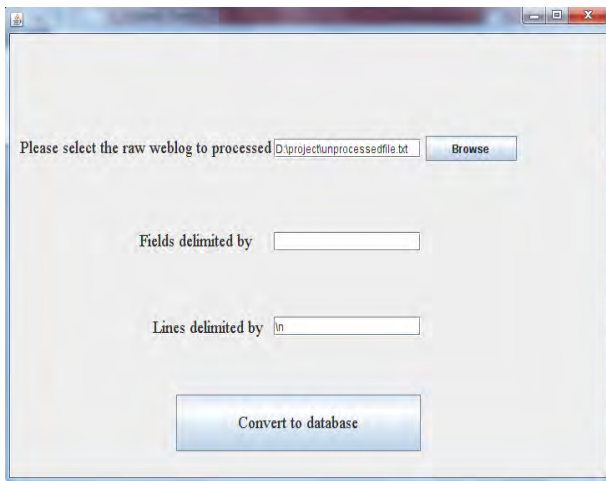 Please select the raw weblog to processed D:\project\unprocessedfile.txt Browse
Fields delimited by
Lines delimited by \n
Convert to database